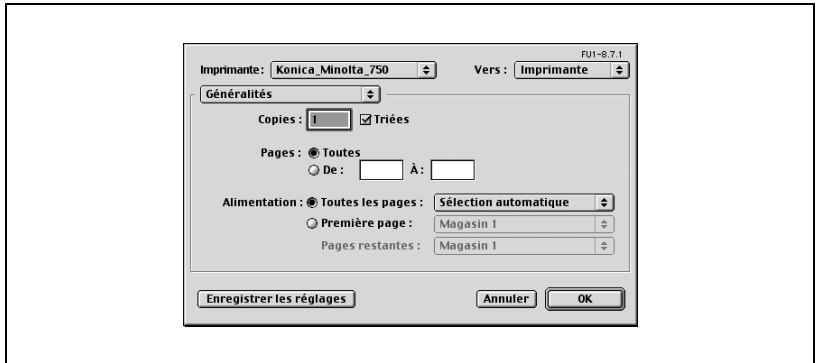 FU1-8.7.1
Imprimante: Konica_Minolta_750 Vers: Imprimante
Généralités
Copies: 1 Triées
Pages: Toutes
De: À:
Alimentation: Toutes les pages: Sélection automatique
Première page: Magasin 1
Pages restantes: Magasin 1
Enregistrer les réglages Annuler OK